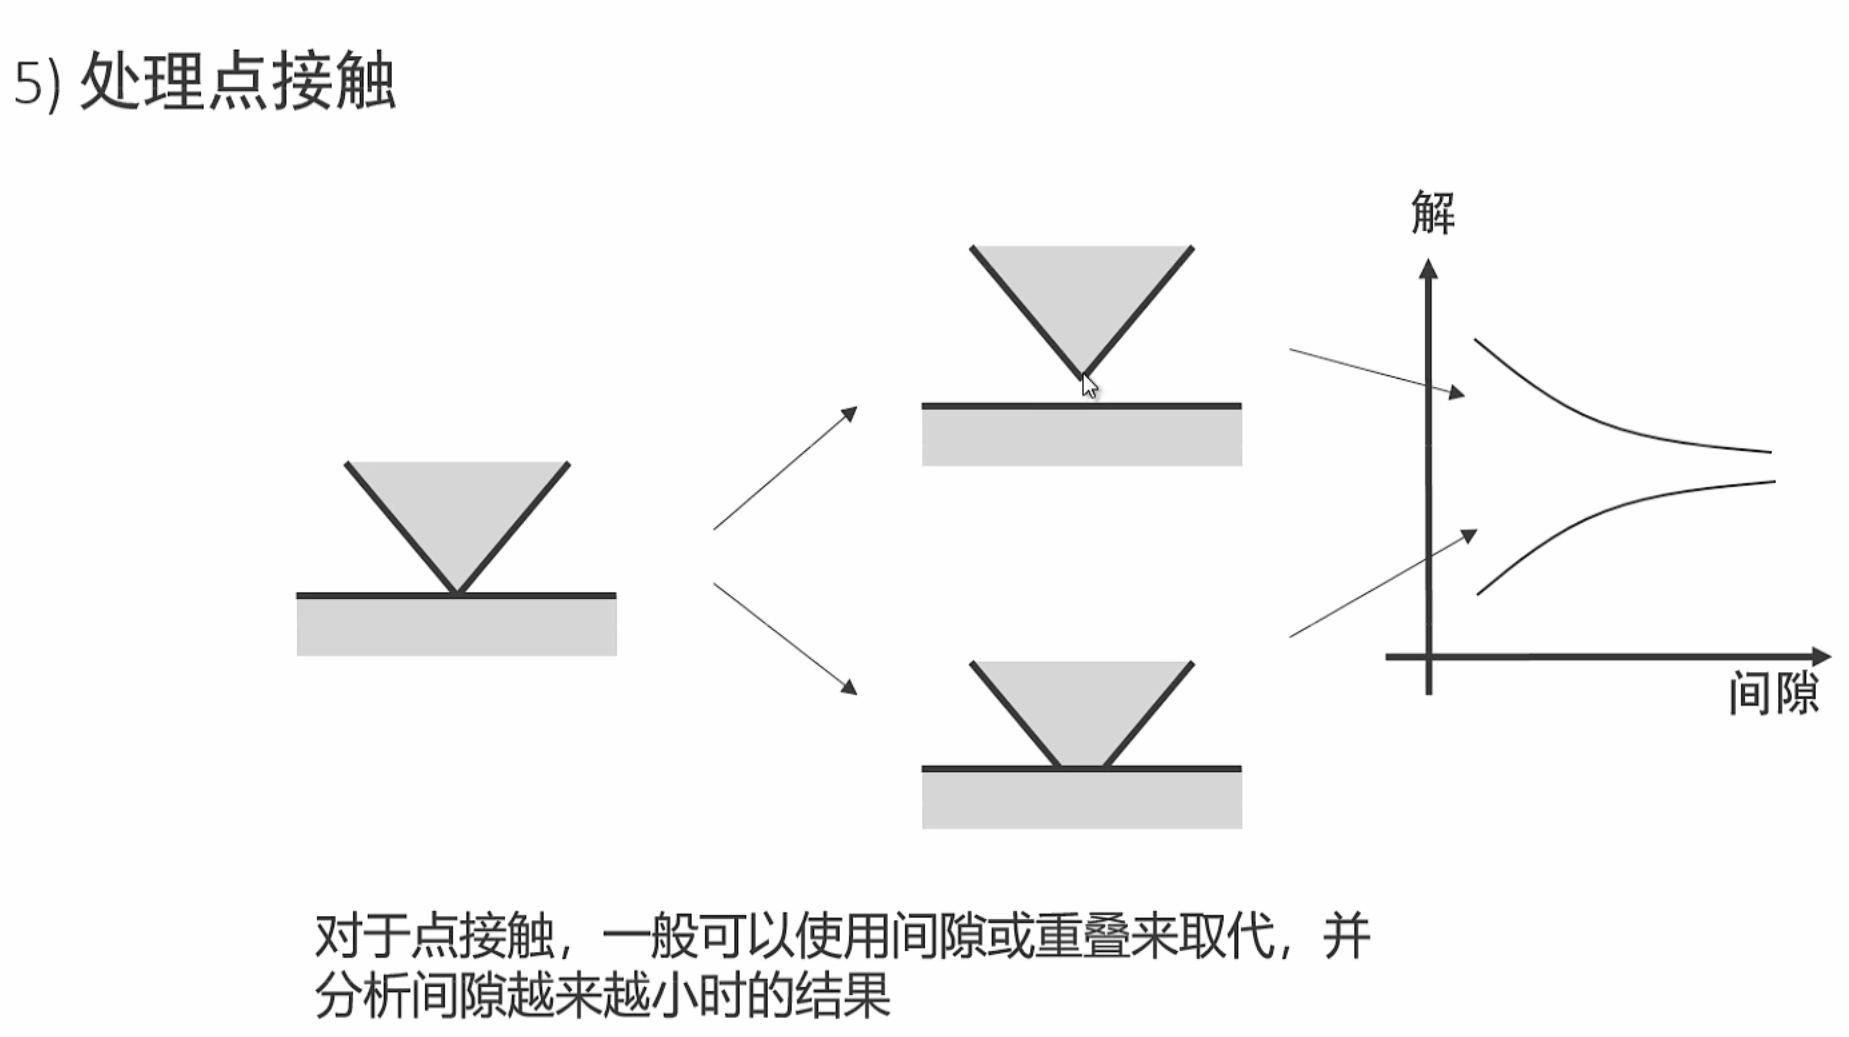 5) 处理点接触
解
间隙
对于点接触，一般可以使用间隙或重叠来取代，并
分析间隙越来越小时的结果